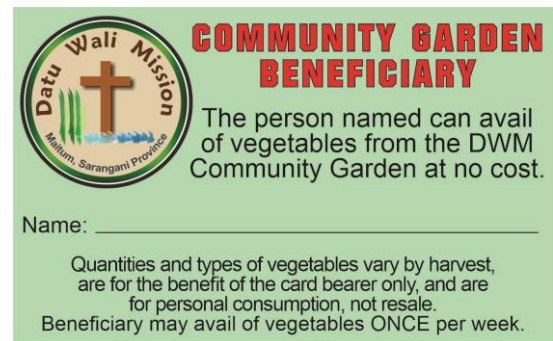 Datu Wali Mission
Maitum, Sarangani Province
COMMUNITY GARDEN
BENEFICIARY
The person named can avail
of vegetables from the DWM
Community Garden at no cost.
Name:
Quantities and types of vegetables vary by harvest,
are for the benefit of the card bearer only, and are
for personal consumption, not resale.
Beneficiary may avail of vegetables ONCE per week.